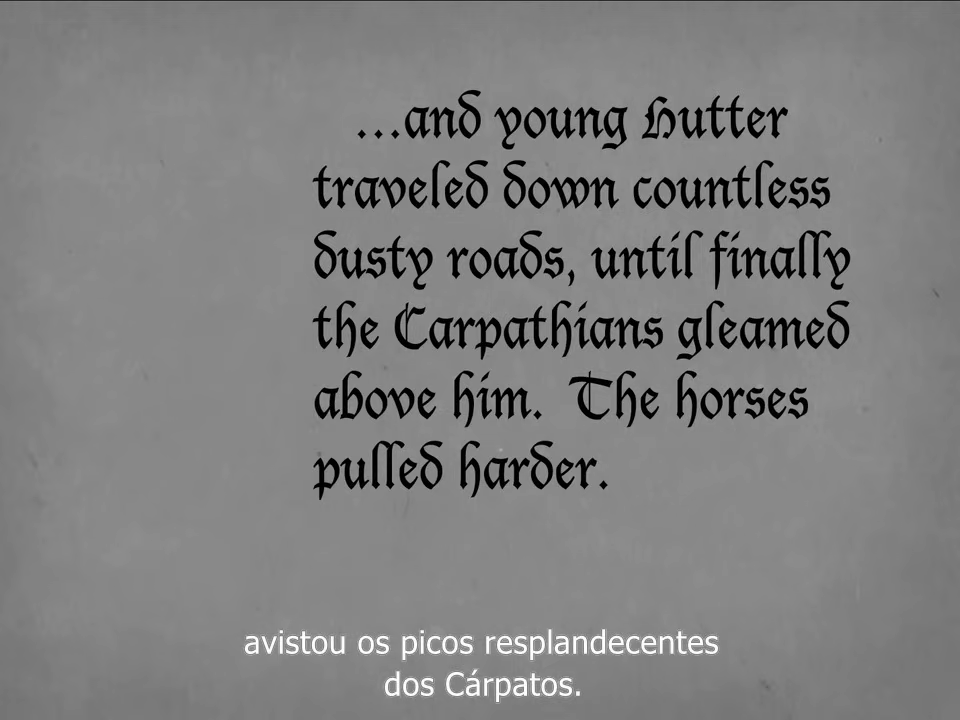 ...and young Hutter
traveled down countless
dusty roads, until finally
the Carpathians gleamed
above him. The horses
pulled harder.
avistou os picos resplandecentes
dos Cárpatos.